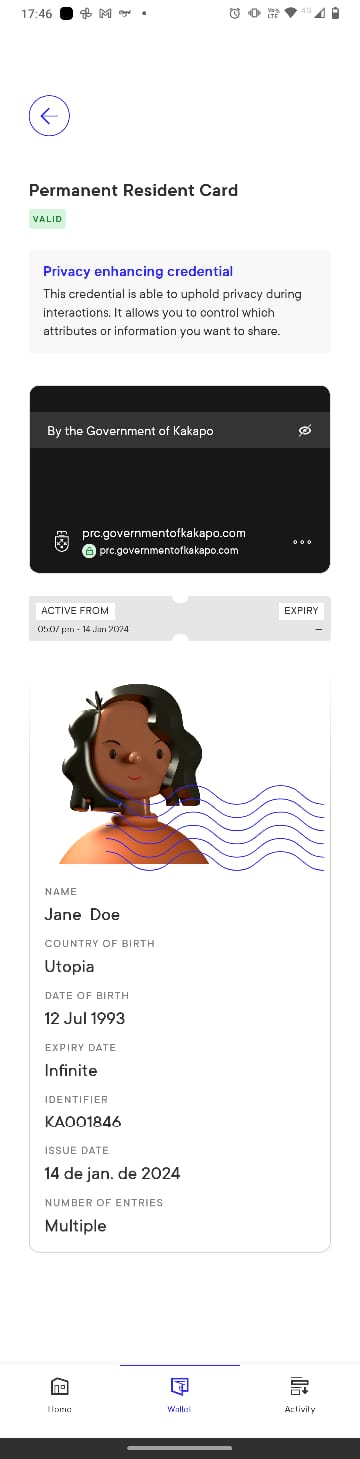 17:46
Vo)) LTE
4G
Permanent Resident Card
VALID
Privacy enhancing credential
This credential is able to uphold privacy during
interactions. It allows you to control which
attributes or information you want to share.
By the Government of Kakapo
prc.governmentofkakapo.com
prc.governmentofkakapo.com
ACTIVE FROM
EXPIRY
05:07 pm - 14 Jan 2024
–
NAME
Jane Doe
COUNTRY OF BIRTH
Utopia
DATE OF BIRTH
12 Jul 1993
EXPIRY DATE
Infinite
IDENTIFIER
KA001846
ISSUE DATE
14 de jan. de 2024
NUMBER OF ENTRIES
Multiple
Home
Wallet
Activity